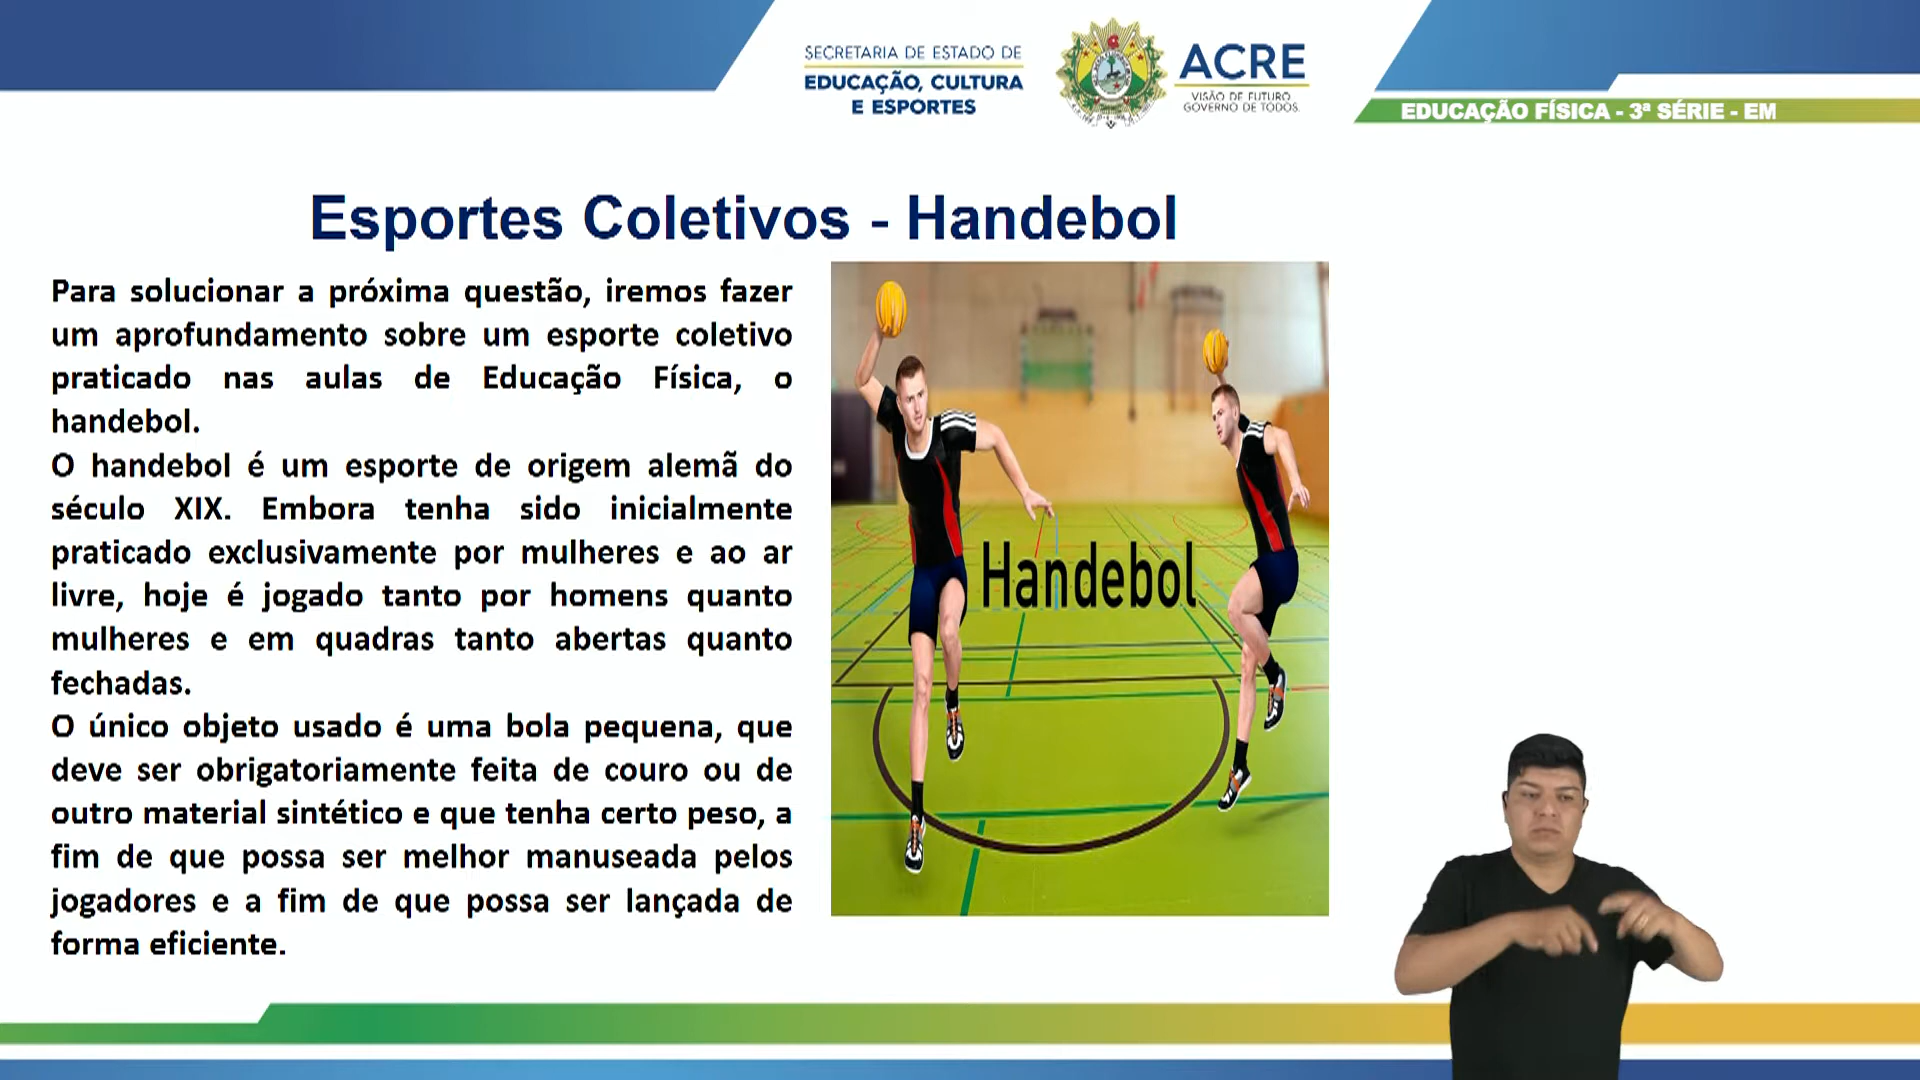 SECRETARIA DE ESTADO DE
EDUCAÇÃO, CULTURA
E ESPORTES
ACRE
VISÃO DE FUTURO
GOVERNO DE TODOS.
EDUCAÇÃO FÍSICA - 3ª SÉRIE - EM
Esportes Coletivos - Handebol
Para solucionar a próxima questão, iremos fazer
um aprofundamento sobre um esporte coletivo
praticado nas aulas de Educação Física, o
handebol.
O handebol é um esporte de origem alemã do
século XIX. Embora tenha sido inicialmente
praticado exclusivamente por mulheres e ao ar
livre, hoje é jogado tanto por homens quanto
mulheres e em quadras tanto abertas quanto
fechadas.
O único objeto usado é uma bola pequena, que
deve ser obrigatoriamente feita de couro ou de
outro material sintético e que tenha certo peso, a
fim de que possa ser melhor manuseada pelos
jogadores e a fim de que possa ser lançada de
forma eficiente.
Handebol